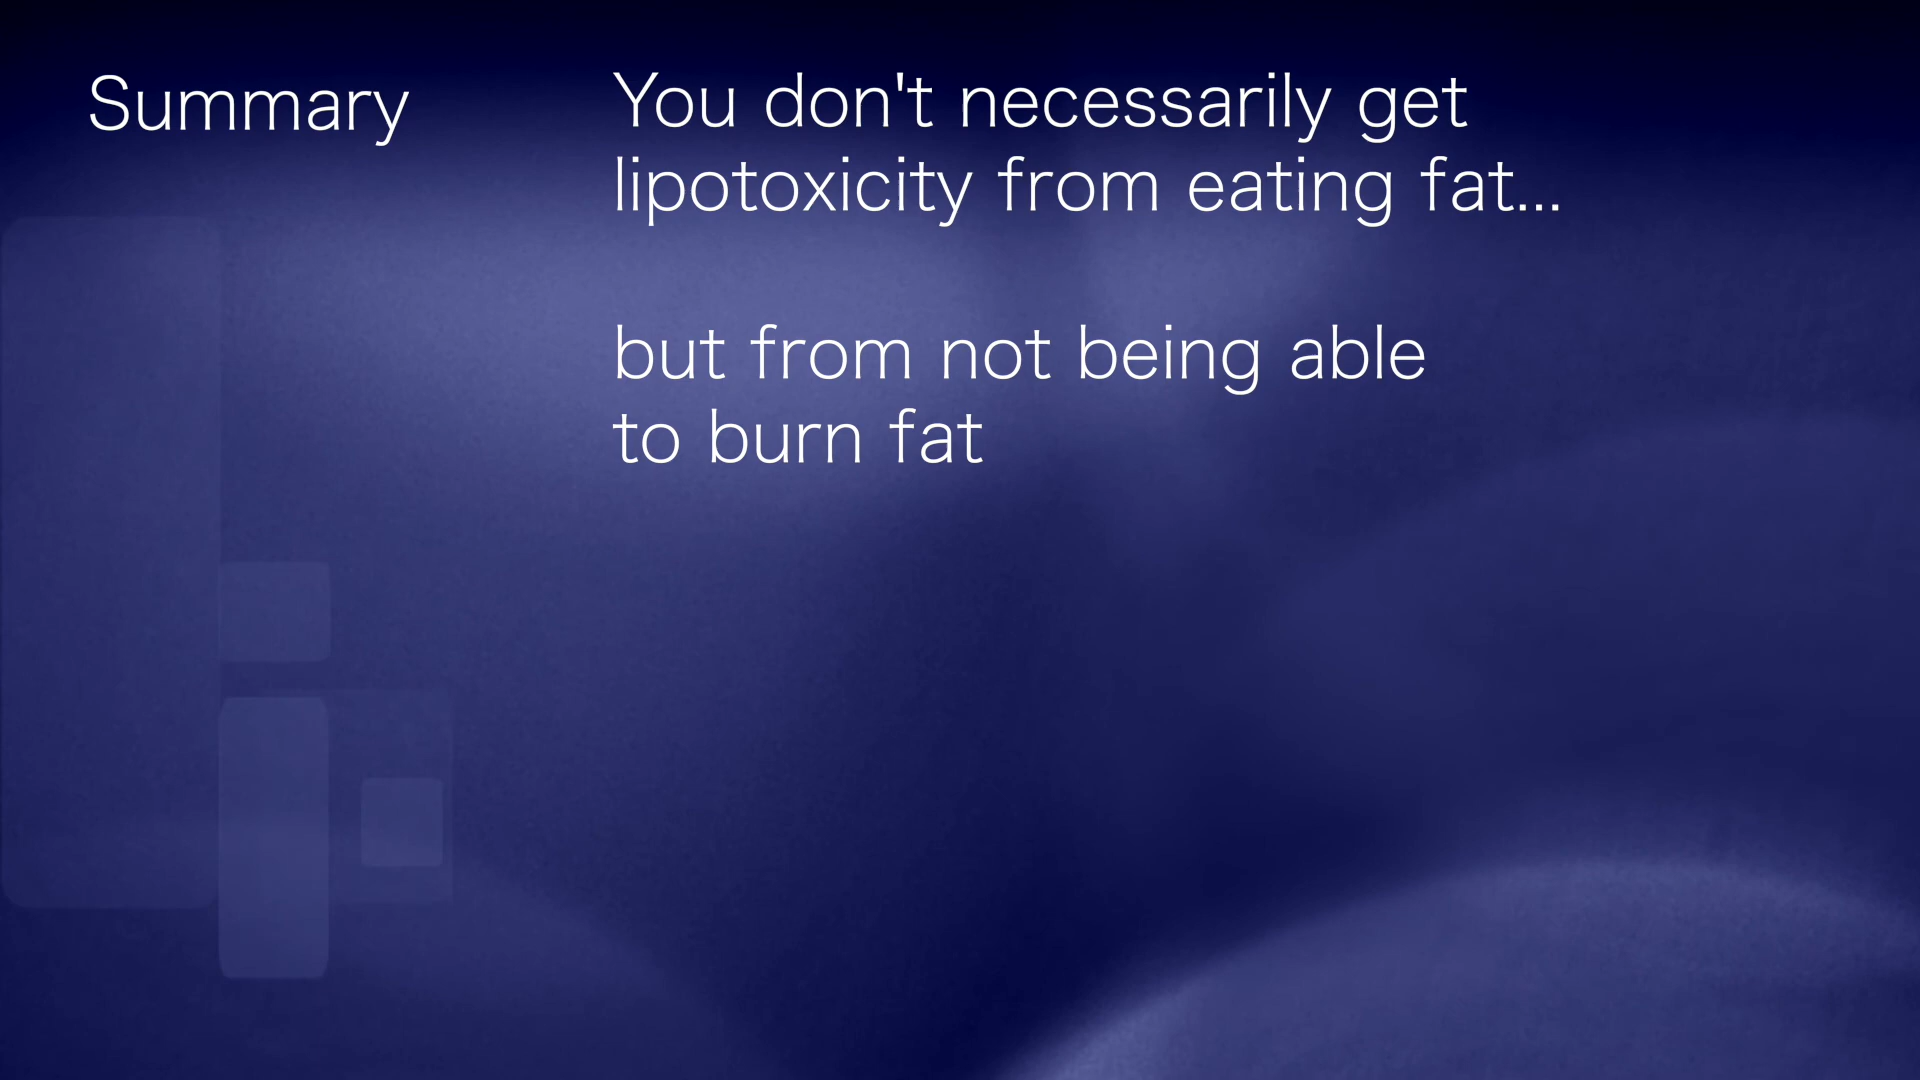 Summary
You don't necessarily get
lipotoxicity from eating fat...
but from not being able
to burn fat